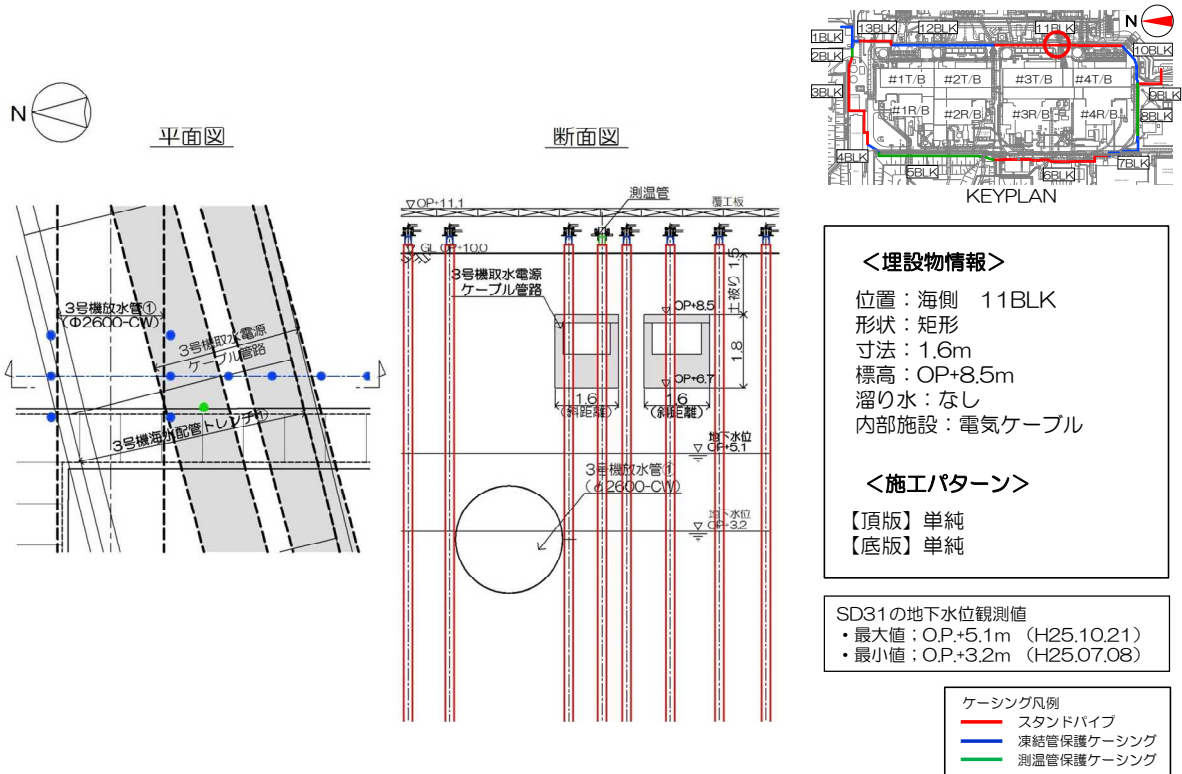 N
平面図
3号機放水管①
(Φ2600-CW)
3号機取水電源
ケーブル管路
3号機海水配管トレンチ①
断面図
測温管
▽OP+11.1
覆工板
GL OP+10.0
3号機取水電源
ケーブル管路
土被り 1.5
▽ OP+8.5
1.8
▽ OP+6.7
1.6
(斜距離)
1.6
(斜距離)
地下水位
▽ OP+5.1
3号機放水管①
(φ2600-CW)
地下水位
▽ OP+3.2
N
1BLK
13BLK
12BLK
11BLK
2BLK
10BLK
#1T/B
#2T/B
#3T/B
#4T/B
3BLK
9BLK
#1R/B
#2R/B
#3R/B
#4R/B
8BLK
4BLK
5BLK
6BLK
7BLK
KEYPLAN
＜埋設物情報＞
位置：海側 11BLK
形状：矩形
寸法：1.6m
標高：OP+8.5m
溜り水：なし
内部施設：電気ケーブル
＜施工パターン＞
【頂版】単純
【底版】単純
SD31の地下水位観測値
・最大値；O.P.+5.1m （H25.10.21）
・最小値；O.P.+3.2m （H25.07.08）
ケーシング凡例
スタンドパイプ
凍結管保護ケーシング
測温管保護ケーシング